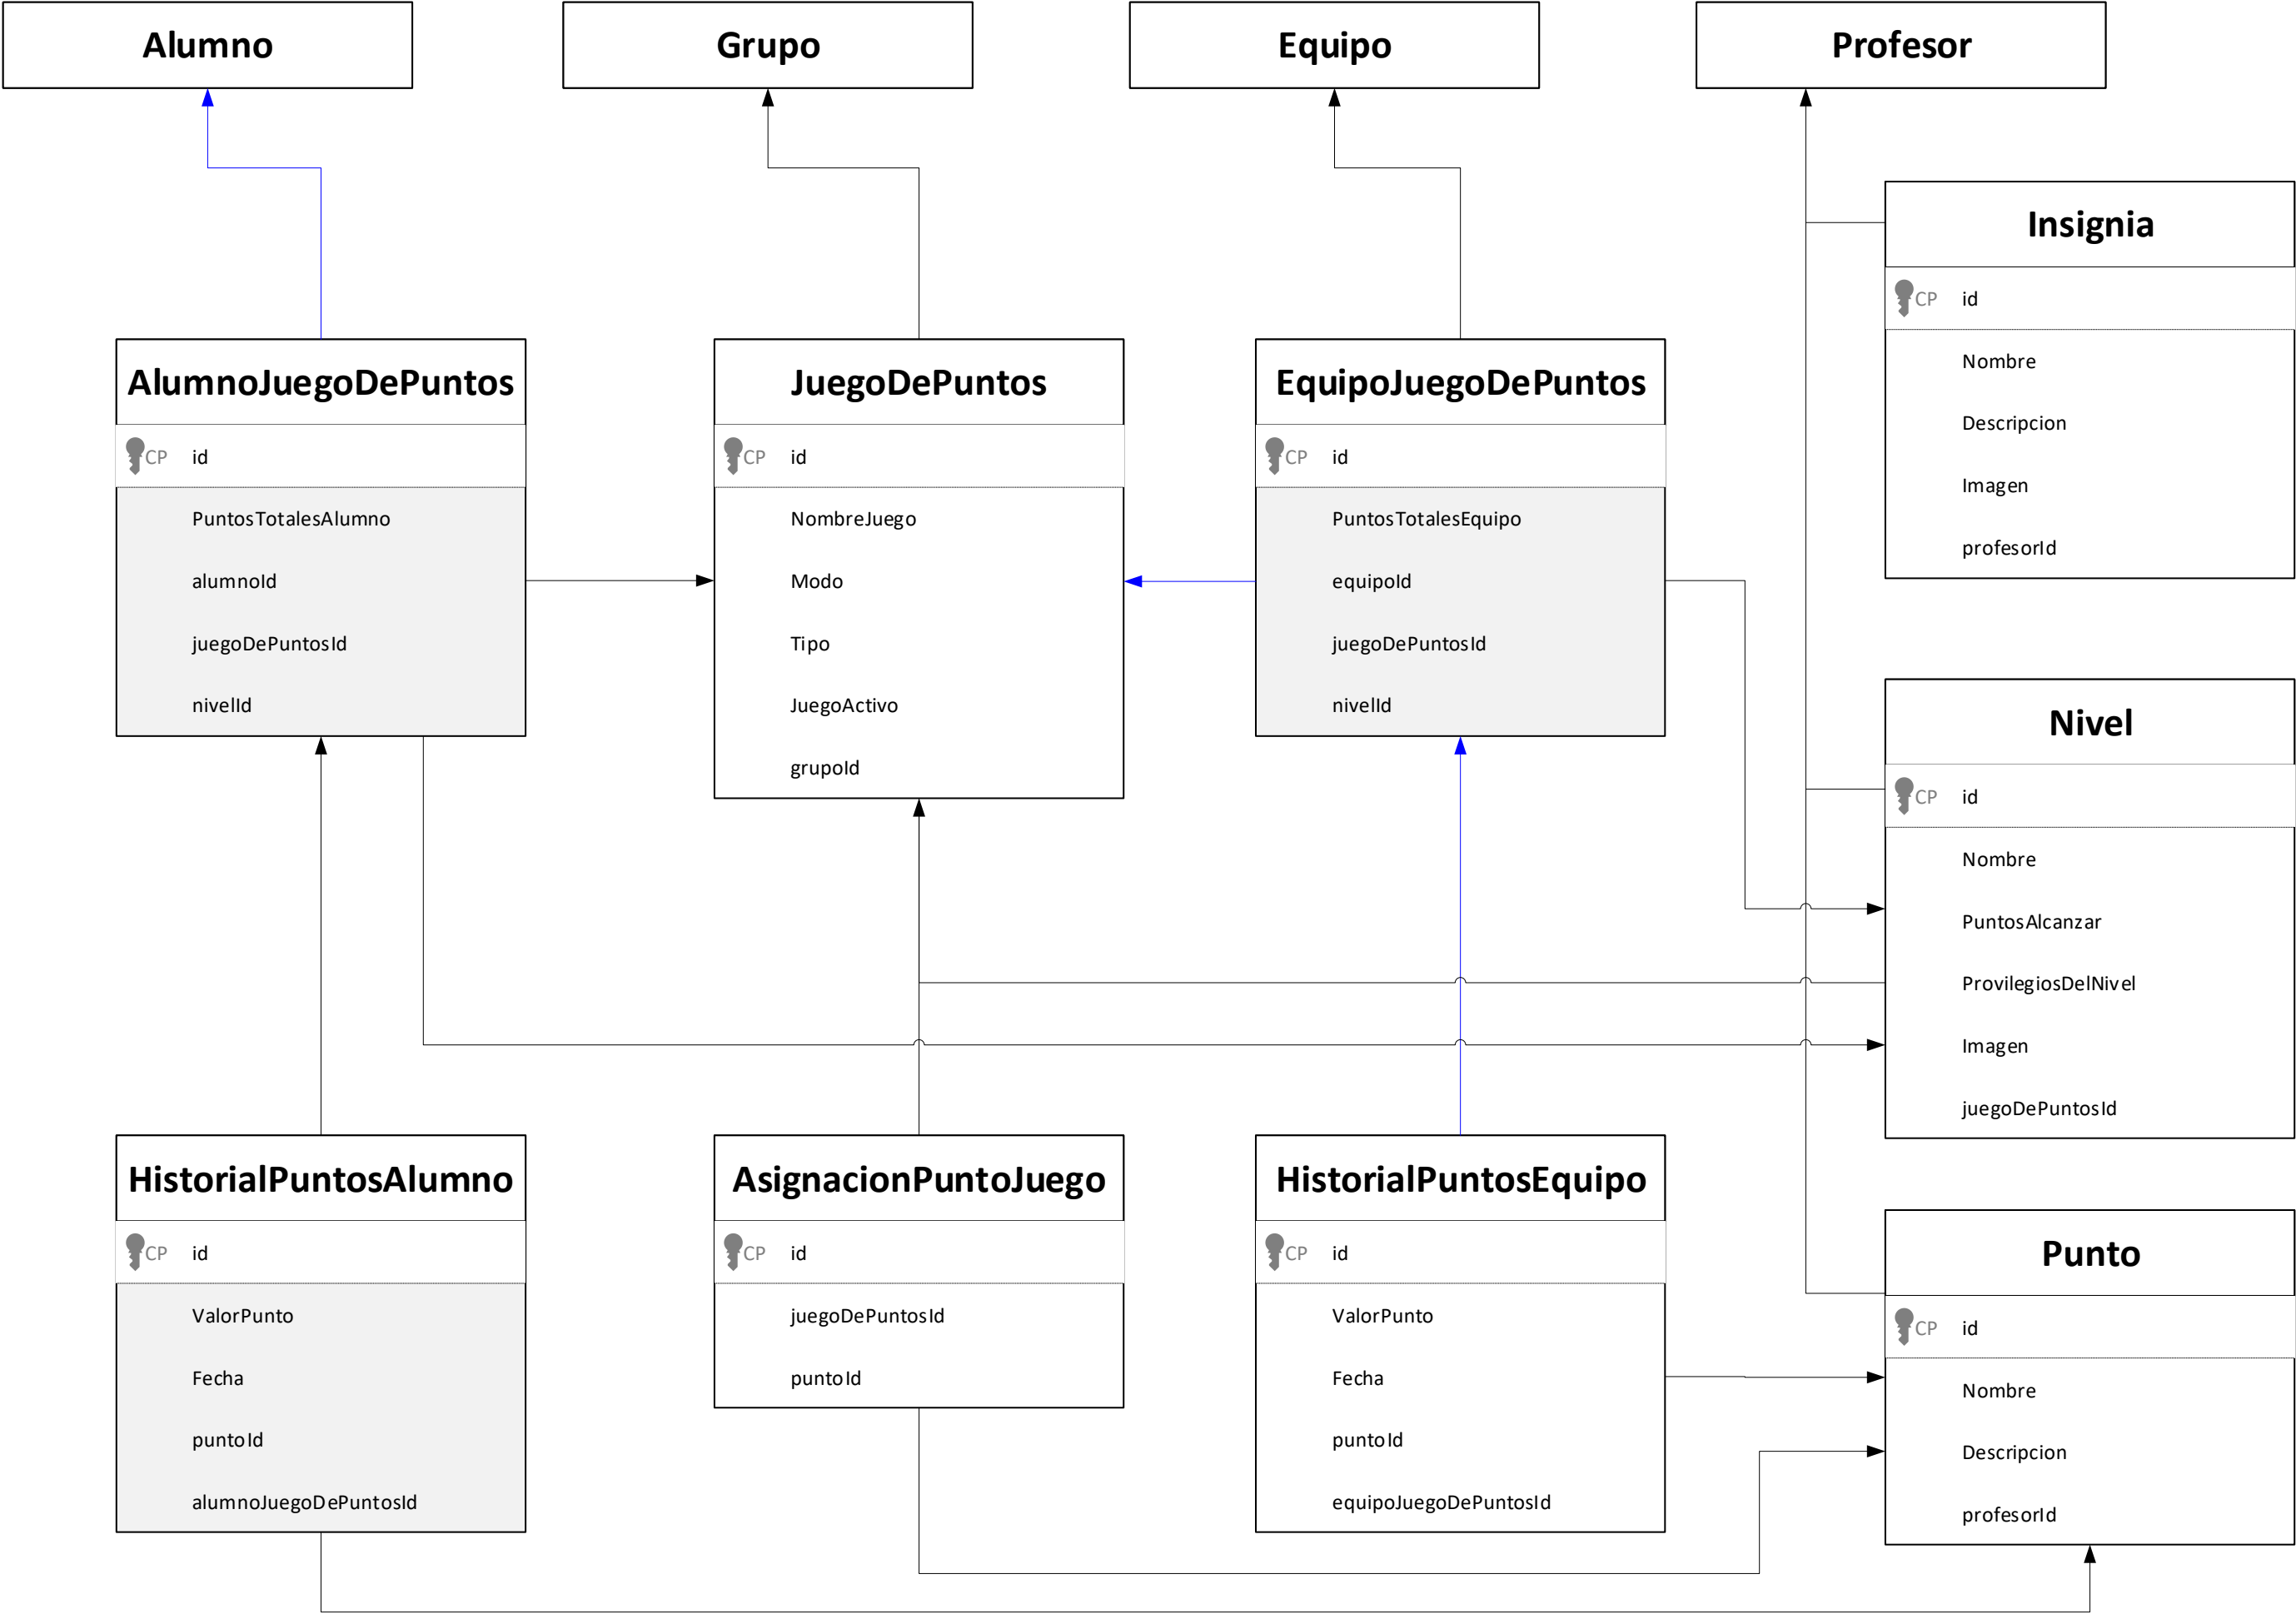 Alumno
Grupo
Equipo
Profesor
Insignia
CP id
Nombre
Descripcion
Imagen
profesorId
AlumnoJuegoDePuntos
CP id
PuntosTotalesAlumno
alumnoId
juegoDePuntosId
nivelId
JuegoDePuntos
CP id
NombreJuego
Modo
Tipo
JuegoActivo
grupoId
EquipoJuegoDePuntos
CP id
PuntosTotalesEquipo
equipoId
juegoDePuntosId
nivelId
Nivel
CP id
Nombre
PuntosAlcanzar
ProvilegiosDelNivel
Imagen
juegoDePuntosId
HistorialPuntosAlumno
CP id
ValorPunto
Fecha
puntoId
alumnoJuegoDePuntosId
AsignacionPuntoJuego
CP id
juegoDePuntosId
puntoId
HistorialPuntosEquipo
CP id
ValorPunto
Fecha
puntoId
equipoJuegoDePuntosId
Punto
CP id
Nombre
Descripcion
profesorId